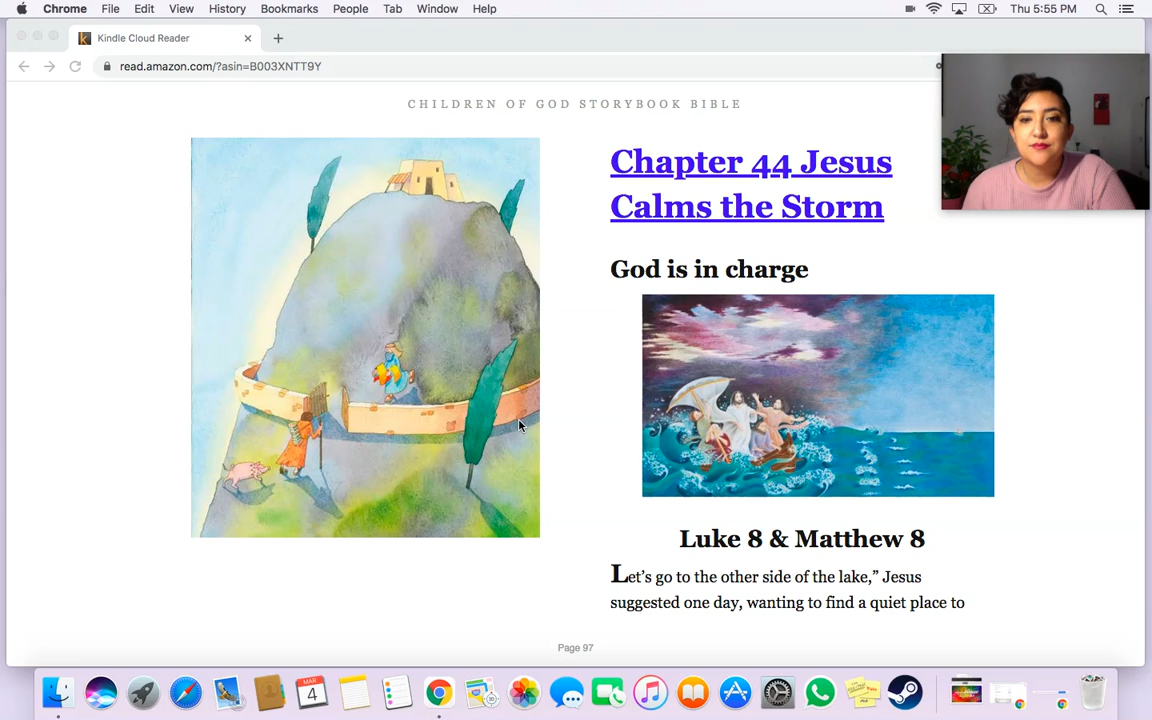 Chrome File Edit View History Bookmarks People Tab Window Help Thu 5:55 PM
Kindle Cloud Reader
read.amazon.com/?asin=B003XNTT9Y
CHILDREN OF GOD STORYBOOK BIBLE
Chapter 44 Jesus
Calms the Storm
God is in charge
Luke 8 & Matthew 8
Let’s go to the other side of the lake,” Jesus
suggested one day, wanting to find a quiet place to
Page 97
MAR
4